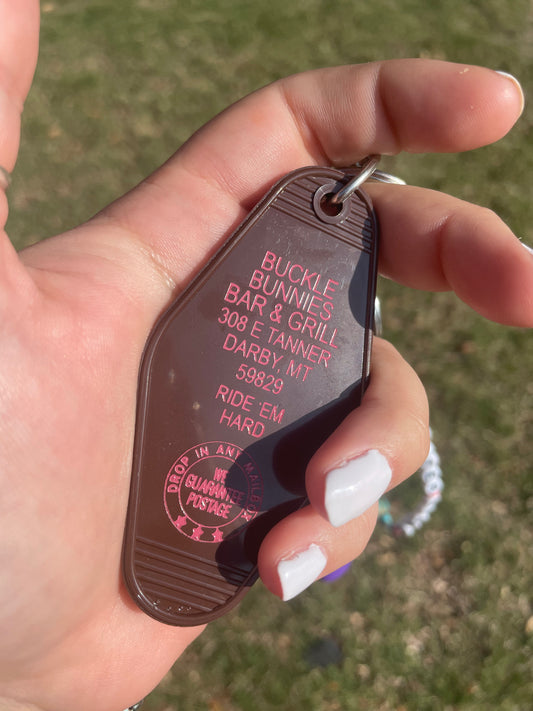 BUCKLE
BUNNIES
BAR & GRILL
308 E TANNER
DARBY, MT
59829
RIDE 'EM
HARD
DROP IN ANY MAILBOX
WE
GUARANTEE
POSTAGE